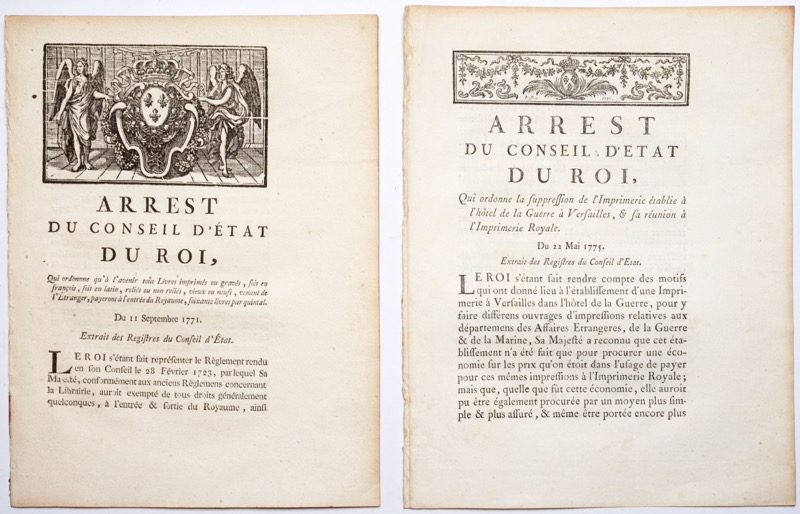 ARREST
DU CONSEIL D'ÉTAT
DU ROI,
Qui ordonne qu'à l'avenir tous Livres imprimés ou gravés, soit en
françois, soit en latin, reliés ou non reliés, vieux ou neufs, venans de
l'Etranger, payeront à l'entrée du Royaume, soixante livres par quintal.
Du 11 Septembre 1771.
Extrait des Registres du Conseil d'État.
LE ROI s'étant fait représenter le Règlement rendu
en son Conseil le 28 Février 1723, par lequel Sa
Majesté, conformément aux anciens Règlemens concernant
la Librairie, auroit exempté de tous droits généralement
quelconques, à l'entrée & sortie du Royaume, ainsi
ARREST
DU CONSEIL D'ETAT
DU ROI,
Qui ordonne la suppression de l'Imprimerie établie à
l'hôtel de la Guerre à Versailles, & sa réunion à
l'Imprimerie Royale.
Du 22 Mai 1775.
Extrait des Registres du Conseil d'Etat.
LE ROI s'étant fait rendre compte des motifs
qui ont donné lieu à l'établissement d'une Impri-
merie à Versailles dans l'hôtel de la Guerre, pour y
faire différens ouvrages d'impressions relatives aux
départemens des Affaires Etrangeres, de la Guerre
& de la Marine, Sa Majesté a reconnu que cet éta-
blissement n'a été fait que pour procurer une éco-
nomie sur les prix qu'on étoit dans l'usage de payer
pour ces mêmes impressions à l'Imprimerie Royale;
mais que, quelle que fût cette économie, elle auroit
pu être également procurée par un moyen plus sim-
ple & plus assuré, & même être portée encore plus